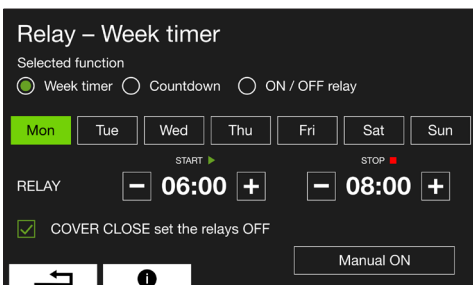 Relay – Week timer
Selected function
Week timer Countdown ON / OFF relay
Mon Tue Wed Thu Fri Sat Sun
START STOP
RELAY − 06:00 + − 08:00 +
COVER CLOSE set the relays OFF
Manual ON
i